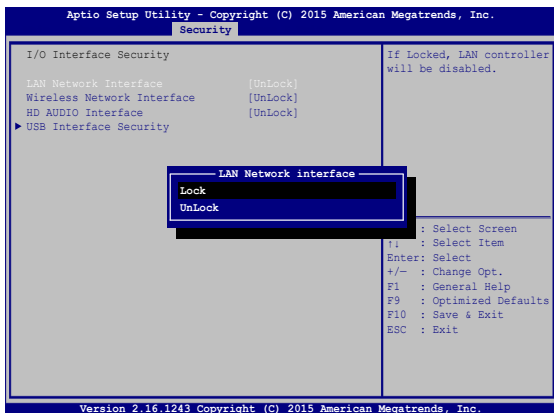 Aptio Setup Utility - Copyright (C) 2015 American Megatrends, Inc.
Security
I/O Interface Security
LAN Network Interface [UnLock]
Wireless Network Interface [UnLock]
HD AUDIO Interface [UnLock]
▶ USB Interface Security
If Locked, LAN controller
will be disabled.
LAN Network interface
Lock
UnLock
: Select Screen
↑↓ : Select Item
Enter: Select
+/— : Change Opt.
F1 : General Help
F9 : Optimized Defaults
F10 : Save & Exit
ESC : Exit
Version 2.16.1243 Copyright (C) 2015 American Megatrends, Inc.